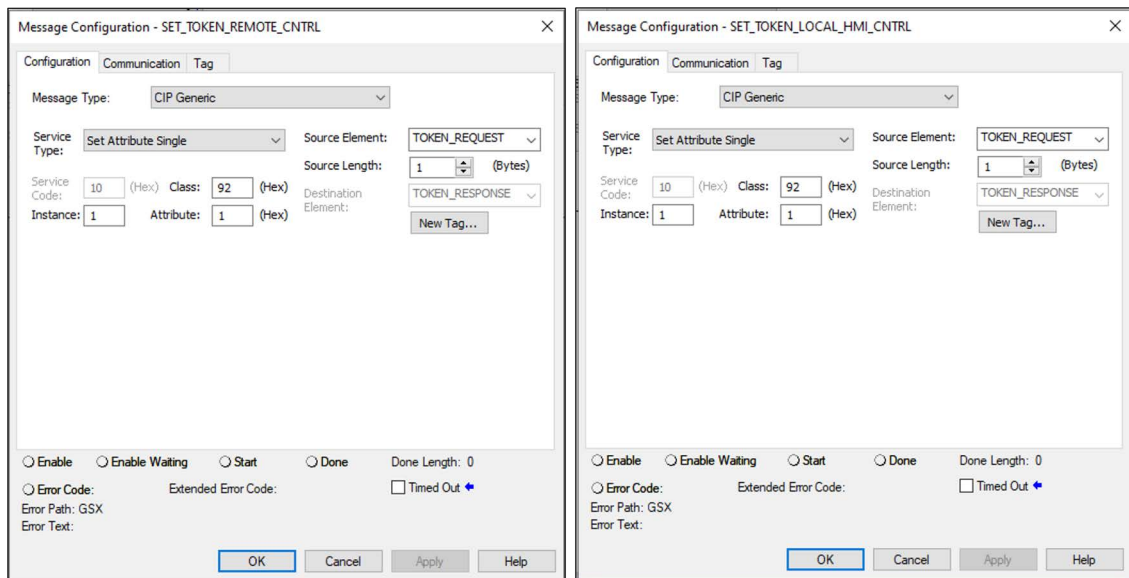 Message Configuration - SET_TOKEN_REMOTE_CNTRL
Configuration Communication Tag
Message Type: CIP Generic
Service Type: Set Attribute Single Source Element: TOKEN_REQUEST
Source Length: 1 (Bytes)
Service Code: 10 (Hex) Class: 92 (Hex) Destination Element: TOKEN_RESPONSE
Instance: 1 Attribute: 1 (Hex) New Tag...
Enable Enable Waiting Start Done Done Length: 0
Error Code: Extended Error Code: Timed Out
Error Path: GSX
Error Text:
OK Cancel Apply Help
Message Configuration - SET_TOKEN_LOCAL_HMI_CNTRL
Configuration Communication Tag
Message Type: CIP Generic
Service Type: Set Attribute Single Source Element: TOKEN_REQUEST
Source Length: 1 (Bytes)
Service Code: 10 (Hex) Class: 92 (Hex) Destination Element: TOKEN_RESPONSE
Instance: 1 Attribute: 1 (Hex) New Tag...
Enable Enable Waiting Start Done Done Length: 0
Error Code: Extended Error Code: Timed Out
Error Path: GSX
Error Text:
OK Cancel Apply Help